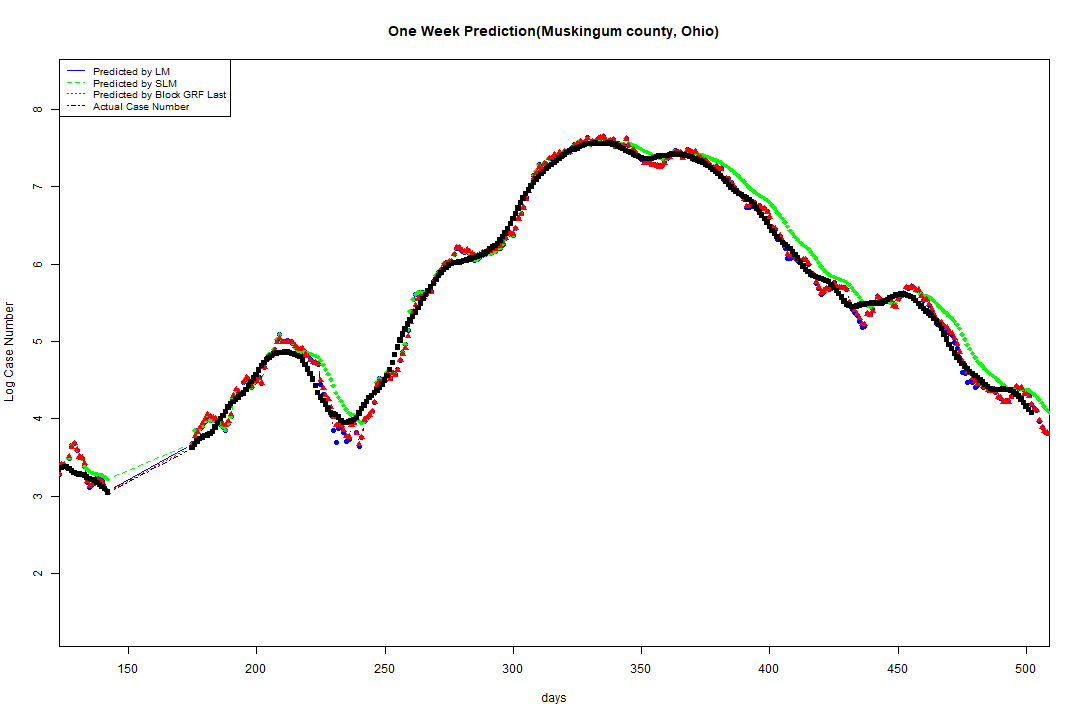 One Week Prediction(Muskingum county, Ohio)
Predicted by LM
Predicted by SLM
Predicted by Block GRF Last
Actual Case Number
8
7
6
5
4
3
2
Log Case Number
150 200 250 300 350 400 450 500
days